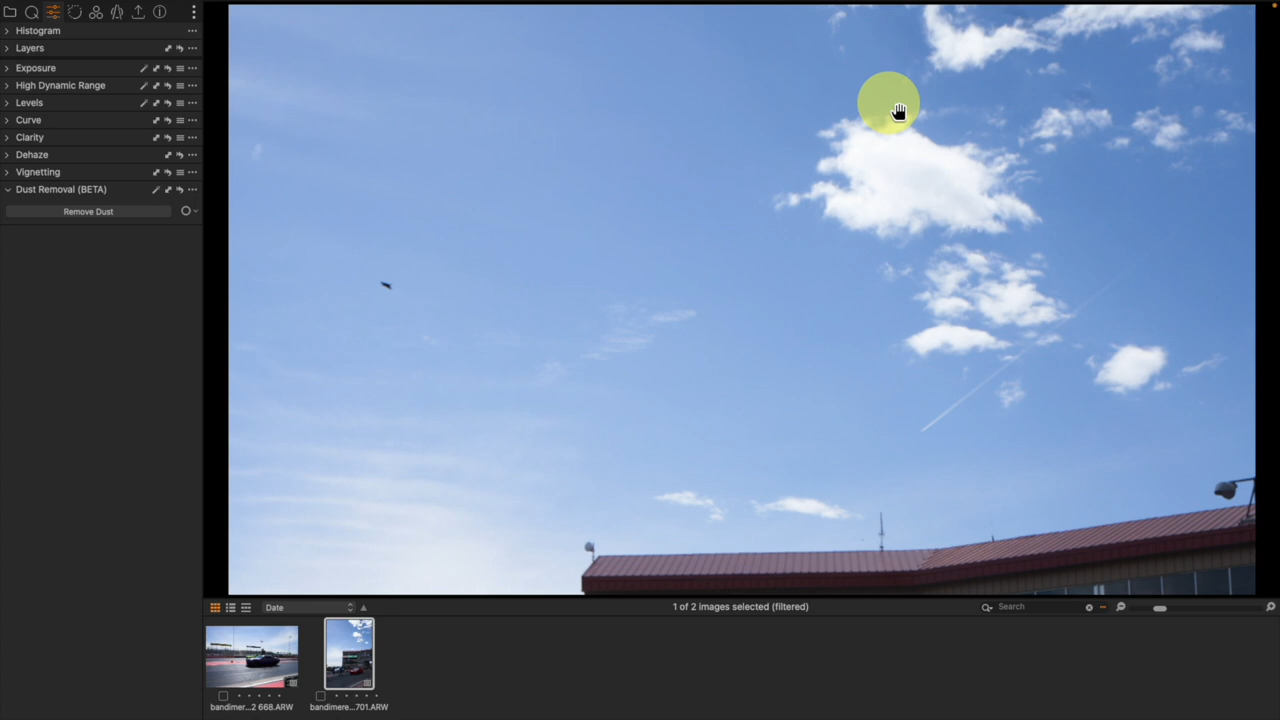 Histogram
Layers
Exposure
High Dynamic Range
Levels
Curve
Clarity
Dehaze
Vignetting
Dust Removal (BETA)
Remove Dust
Date
1 of 2 images selected (filtered)
Search
bandimer...2 668.ARW
bandimere...701.ARW